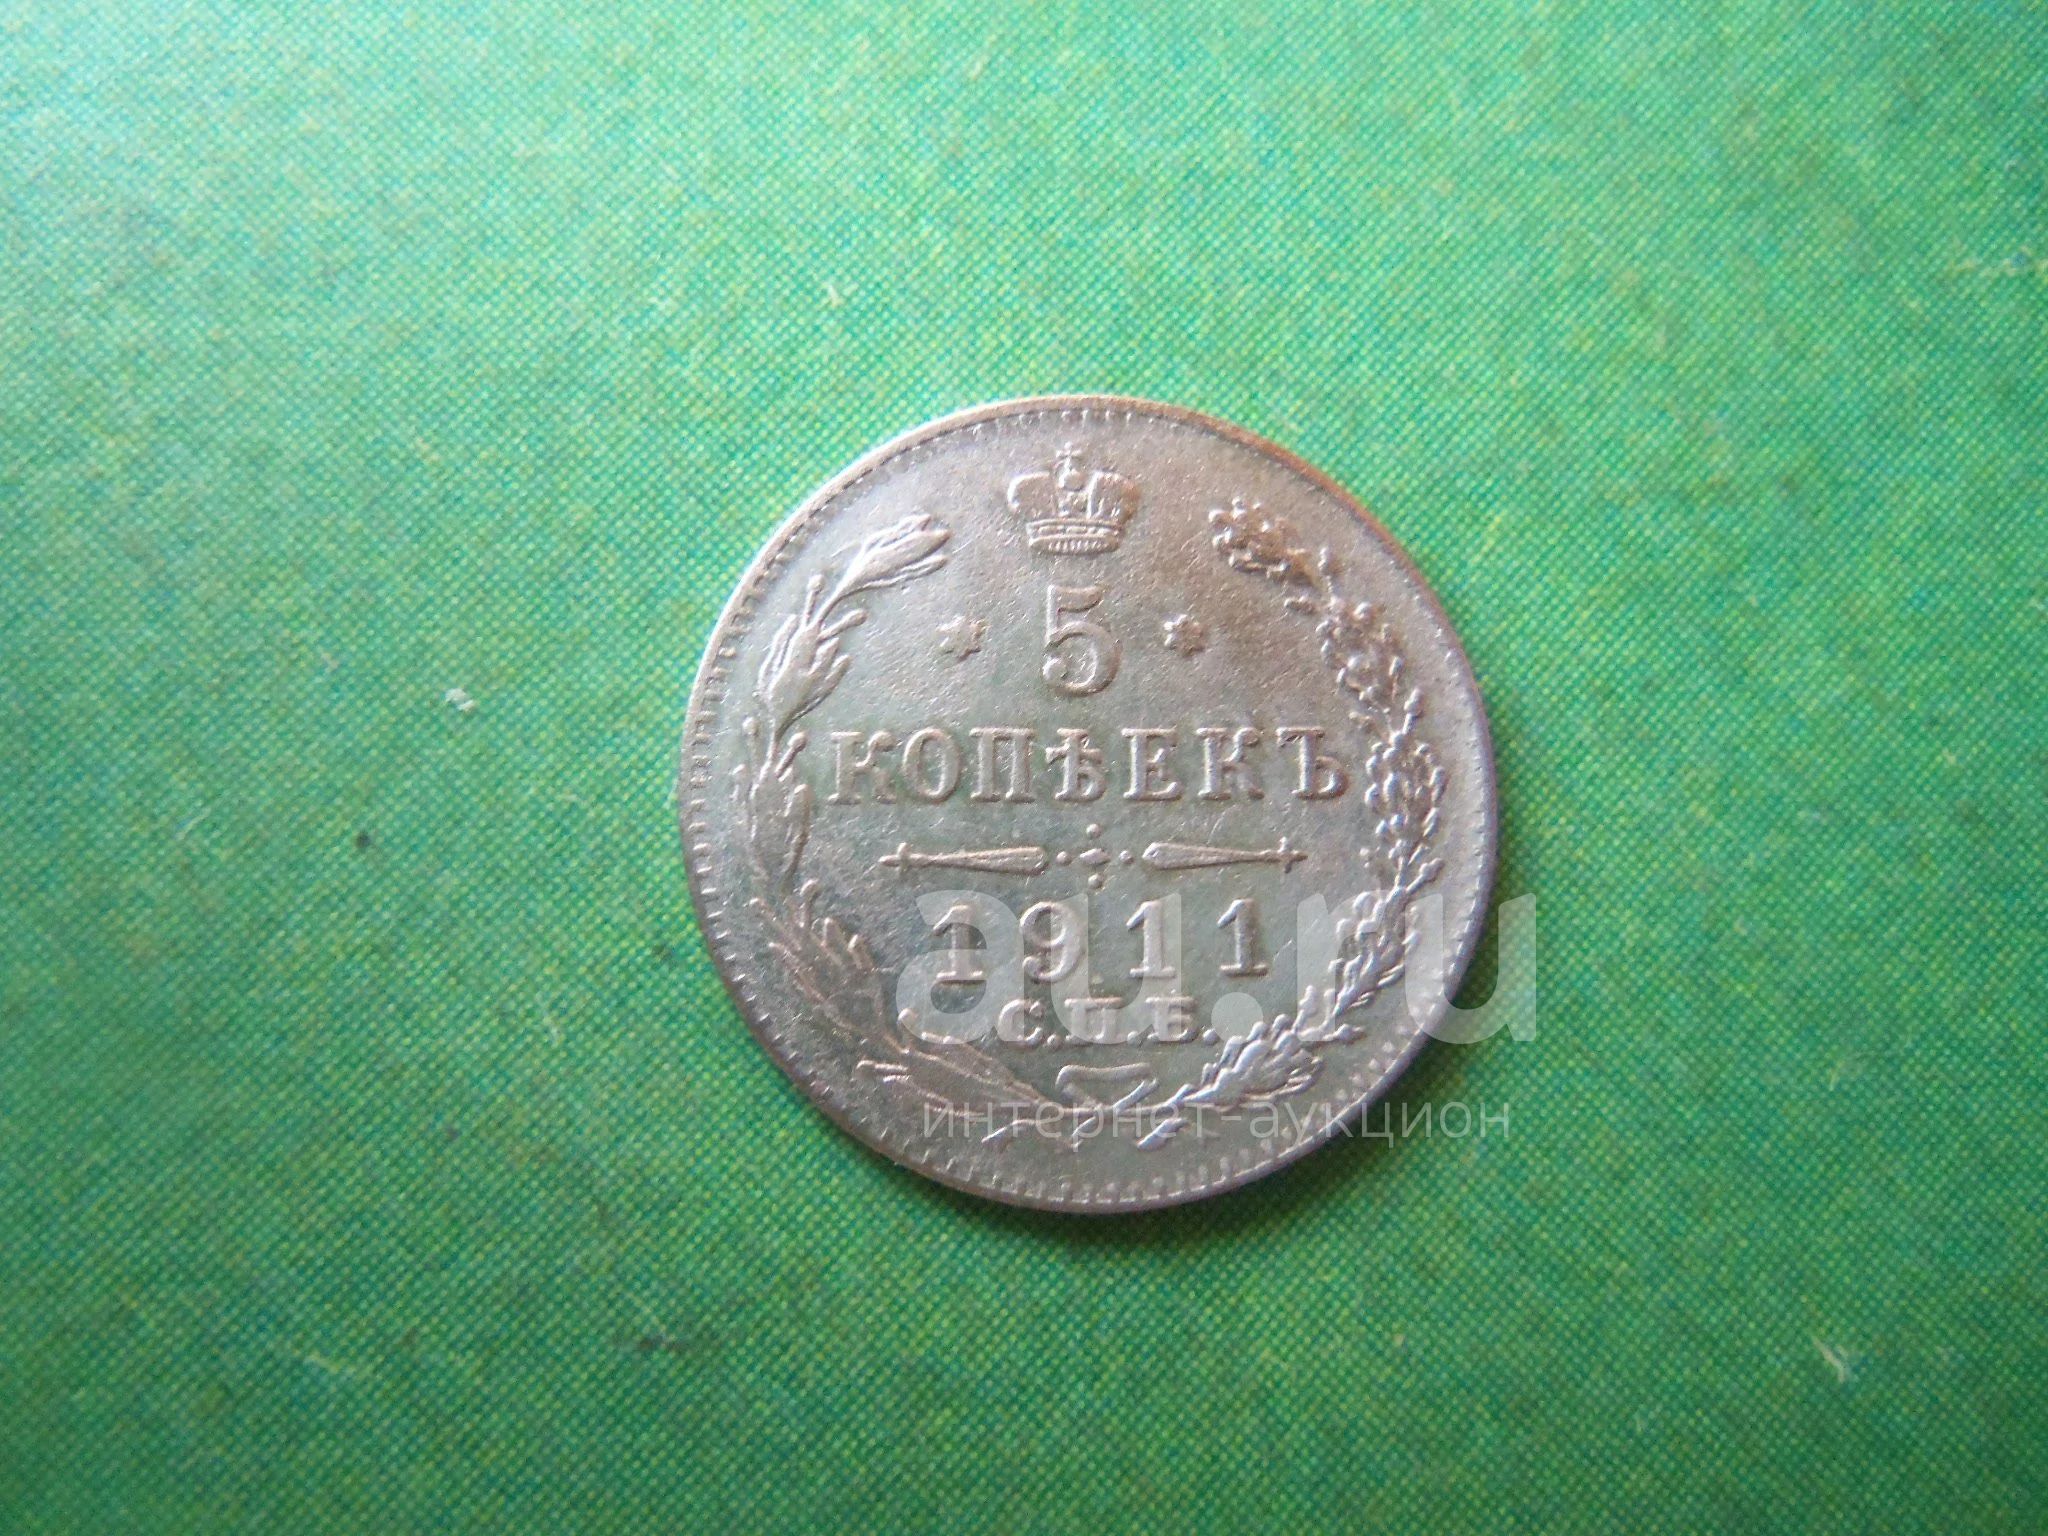 * 5 *
КОПѢЕКЪ
1911
С.П.Б.
au.ru
интернет-аукцион